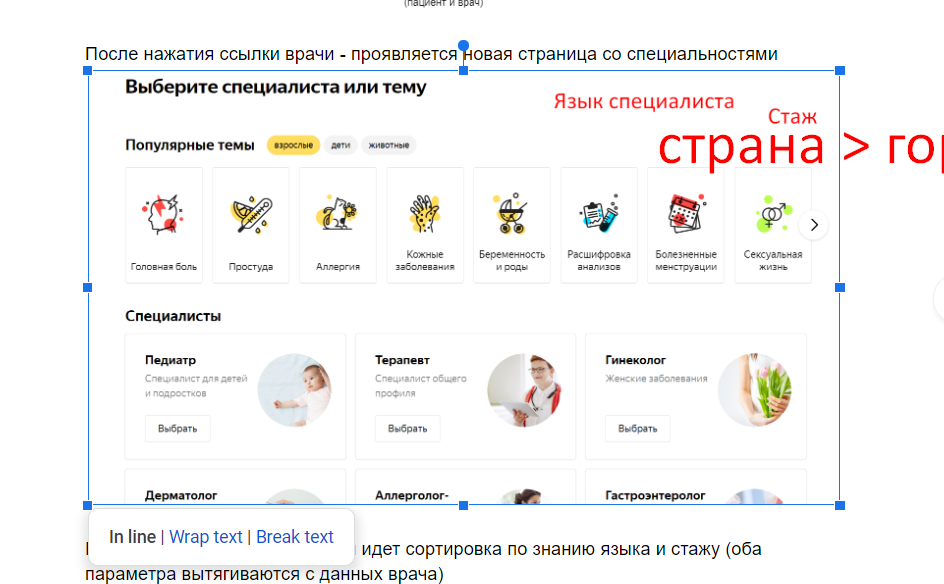 (пациент и врач)
После нажатия ссылки врачи - проявляется новая страница со специальностями
Выберите специалиста или тему
Язык специалиста
Стаж
страна > гор
Популярные темы взрослые дети животные
Головная боль
Простуда
Аллергия
Кожные
заболевания
Беременность
и роды
Расшифровка
анализов
Болезненные
менструации
Сексуальная
жизнь
Специалисты
Педиатр
Специалист для детей
и подростков
Выбрать
Терапевт
Специалист общего
профиля
Выбрать
Гинеколог
Женские заболевания
Выбрать
Дерматолог
Аллерголог-
Гастроэнтеролог
In line | Wrap text | Break text
идет сортировка по знанию языка и стажу (оба
параметра вытягиваются с данных врача)